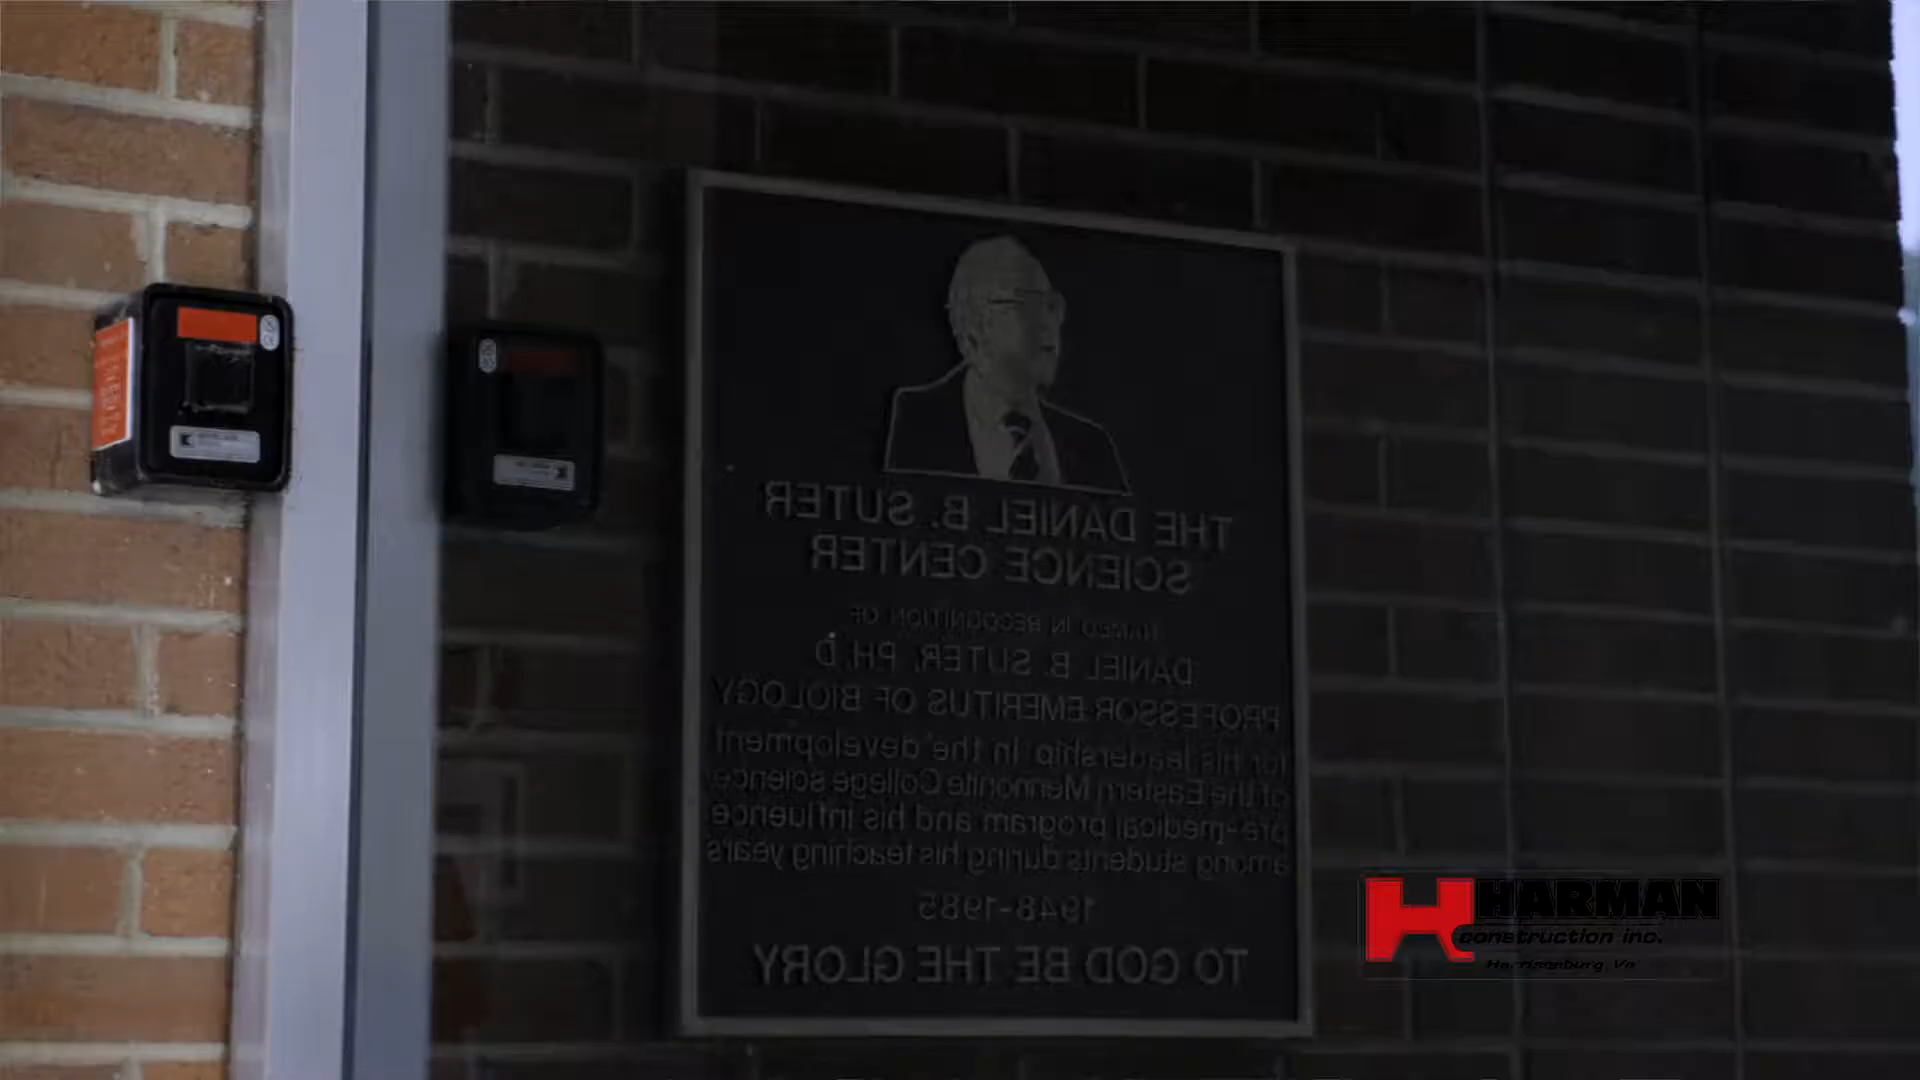 THE DANIEL B. SUTER
SCIENCE CENTER
NAMED IN RECOGNITION OF
DANIEL B. SUTER, PH.D.
PROFESSOR EMERITUS OF BIOLOGY
for his leadership in the development
of the Eastern Mennonite College science
pre-medical program and his influence
among students during his teaching years
1948-1985
TO GOD BE THE GLORY
HARMAN
construction inc.
Harrisonburg, Va